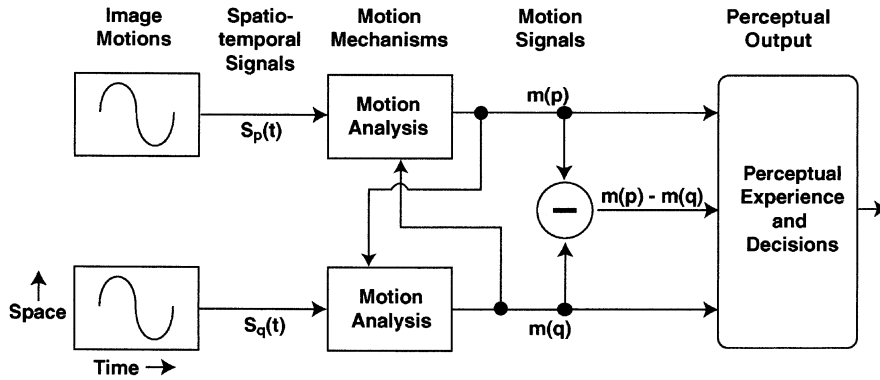 Image
Motions
Spatio-
temporal
Signals
Motion
Mechanisms
Motion
Signals
Perceptual
Output
Motion
Analysis
Sp(t)
m(p)
m(p) - m(q)
Perceptual
Experience
and
Decisions
Space
Motion
Analysis
Sq(t)
m(q)
Time